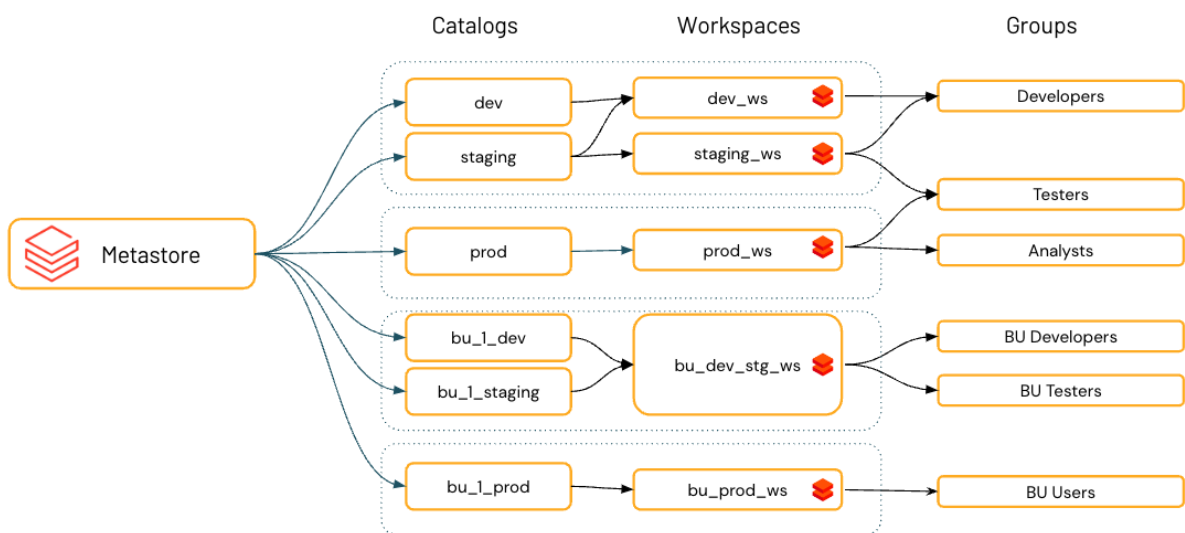 Catalogs
Workspaces
Groups
dev
dev_ws
Developers
staging
staging_ws
Testers
Metastore
prod
prod_ws
Analysts
bu_1_dev
bu_dev_stg_ws
BU Developers
bu_1_staging
BU Testers
bu_1_prod
bu_prod_ws
BU Users